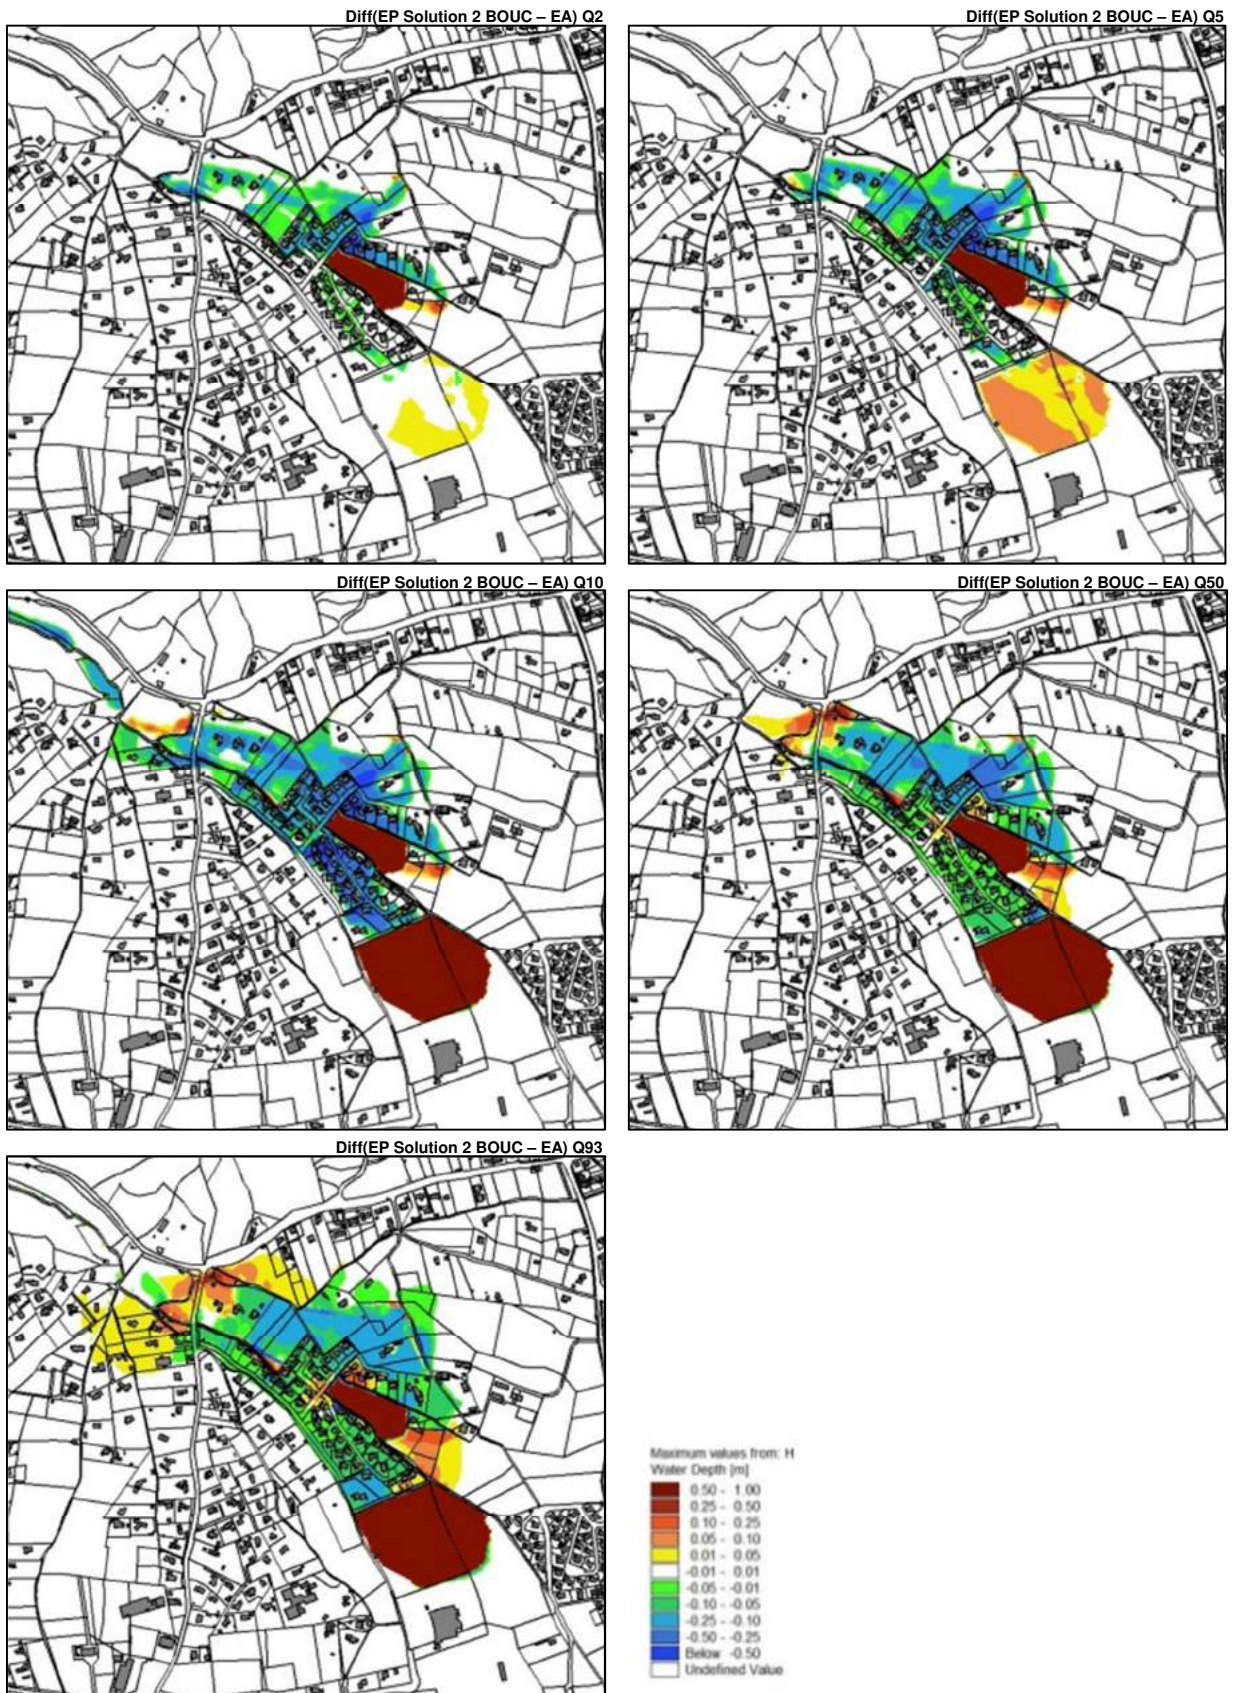 Diff(EP Solution 2 BOUC – EA) Q2
Diff(EP Solution 2 BOUC – EA) Q5
Diff(EP Solution 2 BOUC – EA) Q10
Diff(EP Solution 2 BOUC – EA) Q50
Diff(EP Solution 2 BOUC – EA) Q93
Maximum values from: H
Water Depth [m]
0.50 - 1.00
0.25 - 0.50
0.10 - 0.25
0.05 - 0.10
0.01 - 0.05
-0.01 - 0.01
-0.05 - -0.01
-0.10 - -0.05
-0.25 - -0.10
-0.50 - -0.25
Below -0.50
Undefined Value